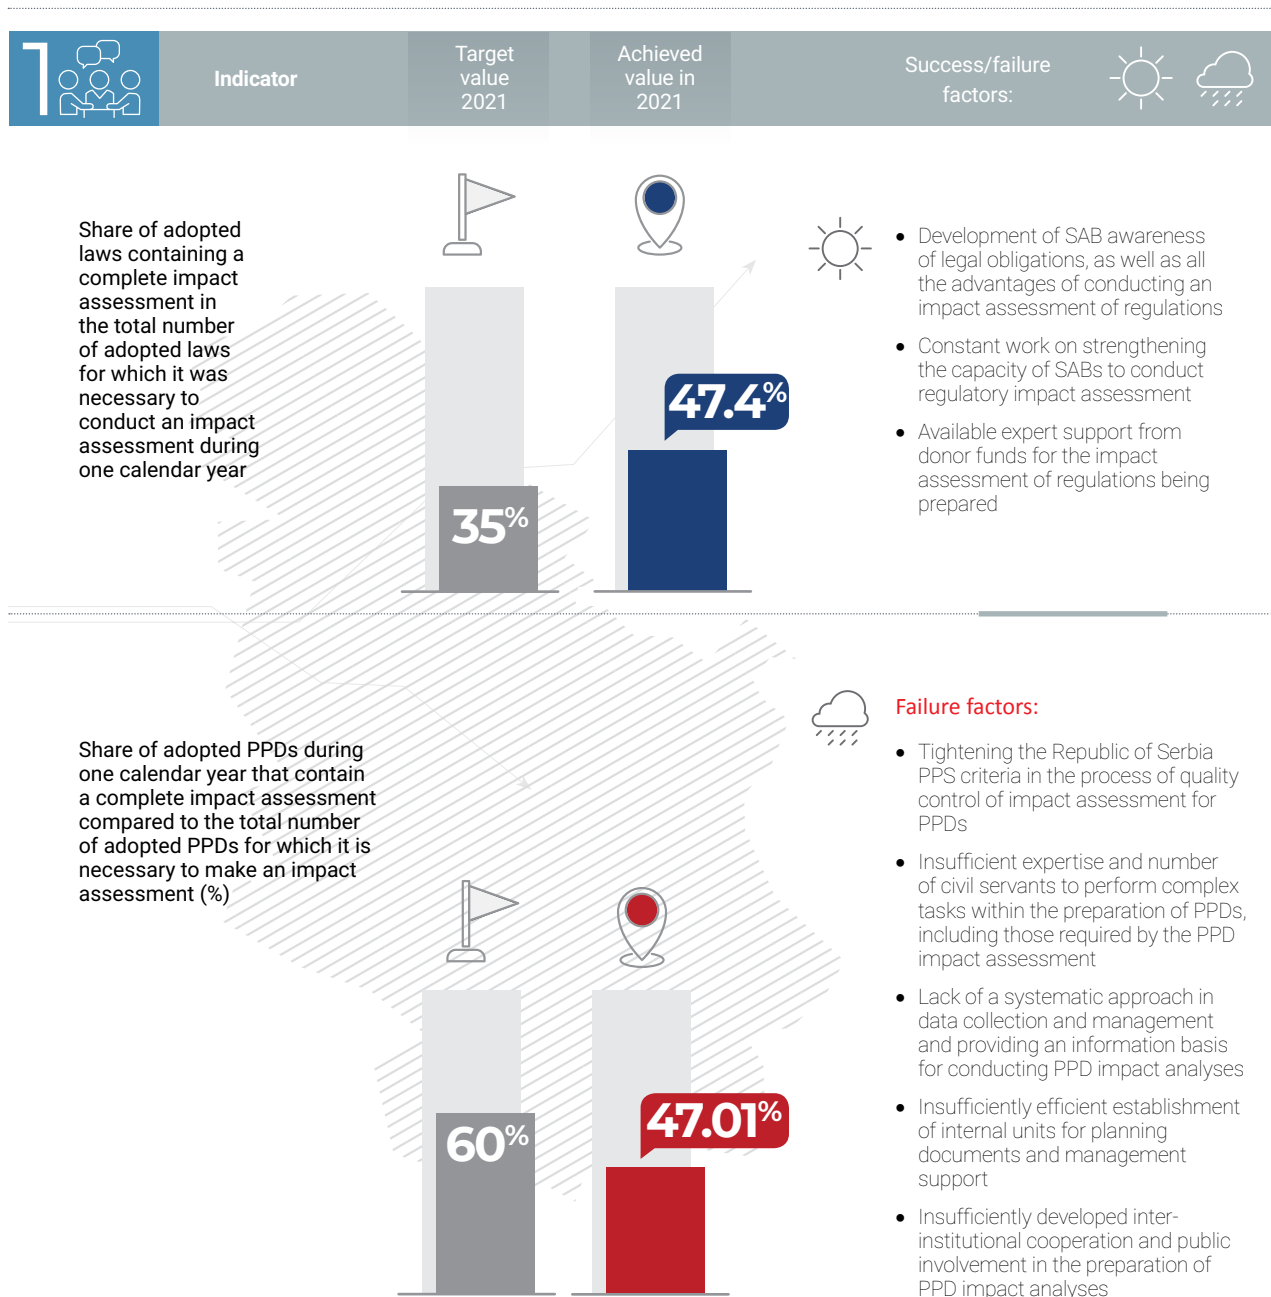 1
Indicator
Target
value
2021
Achieved
value in
2021
Success/failure
factors:
Share of adopted
laws containing a
complete impact
assessment in
the total number
of adopted laws
for which it was
necessary to
conduct an impact
assessment during
one calendar year
35%
47.4%
• Development of SAB awareness
of legal obligations, as well as all
the advantages of conducting an
impact assessment of regulations
• Constant work on strengthening
the capacity of SABs to conduct
regulatory impact assessment
• Available expert support from
donor funds for the impact
assessment of regulations being
prepared
Share of adopted PPDs during
one calendar year that contain
a complete impact assessment
compared to the total number
of adopted PPDs for which it is
necessary to make an impact
assessment (%)
60%
47.01%
Failure factors:
• Tightening the Republic of Serbia
PPS criteria in the process of quality
control of impact assessment for
PPDs
• Insufficient expertise and number
of civil servants to perform complex
tasks within the preparation of PPDs,
including those required by the PPD
impact assessment
• Lack of a systematic approach in
data collection and management
and providing an information basis
for conducting PPD impact analyses
• Insufficiently efficient establishment
of internal units for planning
documents and management
support
• Insufficiently developed inter-
institutional cooperation and public
involvement in the preparation of
PPD impact analyses